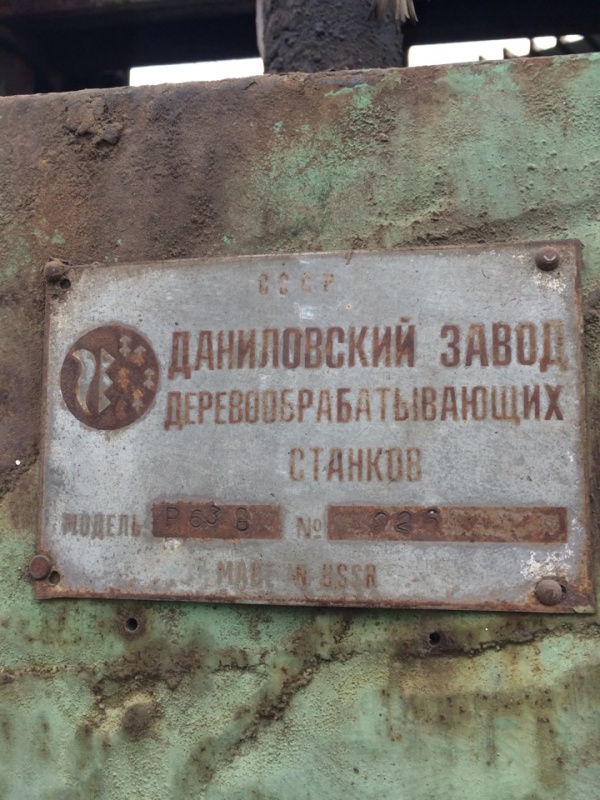 СССР
ДАНИЛОВСКИЙ ЗАВОД
ДЕРЕВООБРАБАТЫВАЮЩИХ
СТАНКОВ
МОДЕЛЬ Р63 8 №
MADE IN USSR